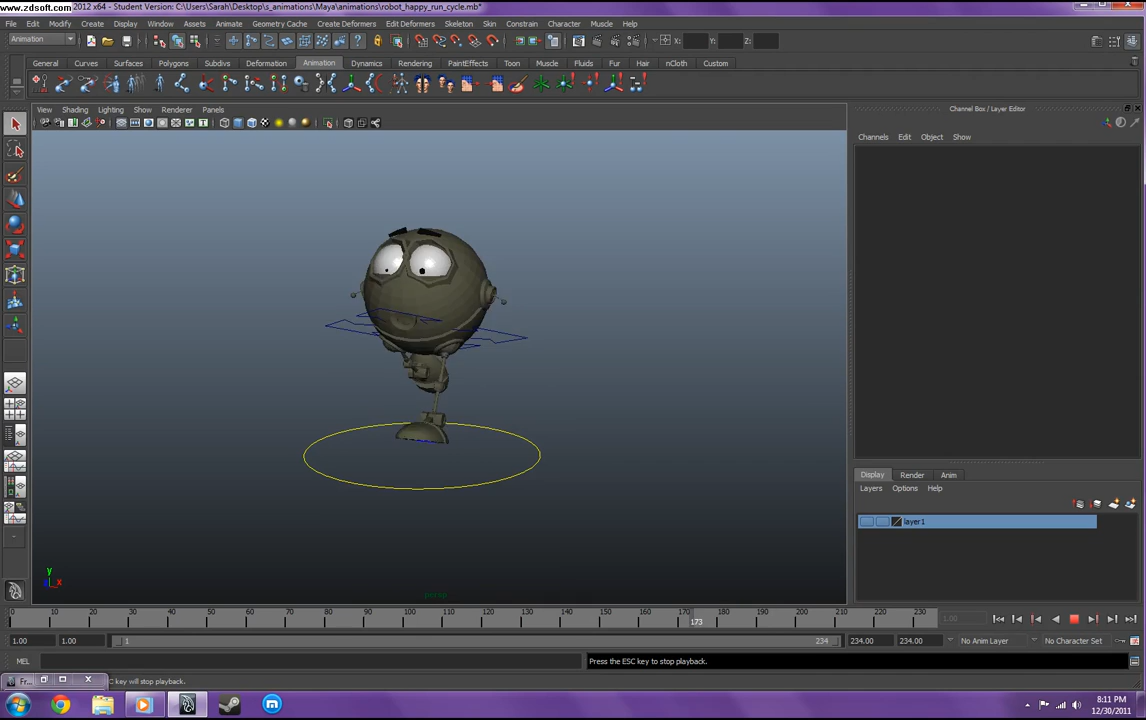 www.zdsoft.com
2012 x64 - Student Version: C:\Users\Sarah\Desktop\s_animations\Maya\animations\robot_happy_run_cycle.mb*
File Edit Modify Create Display Window Assets Animate Geometry Cache Create Deformers Edit Deformers Skeleton Skin Constrain Character Muscle Help
Animation X: Y: Z:
General Curves Surfaces Polygons Subdivs Deformation Animation Dynamics Rendering PaintEffects Toon Muscle Fluids Fur Hair nCloth Custom
View Shading Lighting Show Renderer Panels
Channel Box / Layer Editor
Channels Edit Object Show
Display Render Anim
Layers Options Help
layer1
y
x
persp
0 10 20 30 40 50 60 70 80 90 100 110 120 130 140 150 160 170 180 190 200 210 220 230
173
1.00
1.00 1.00 1 234 234.00 234.00 No Anim Layer No Character Set
MEL Press the ESC key to stop playback.
Fr... C key will stop playback.
8:11 PM
12/30/2011